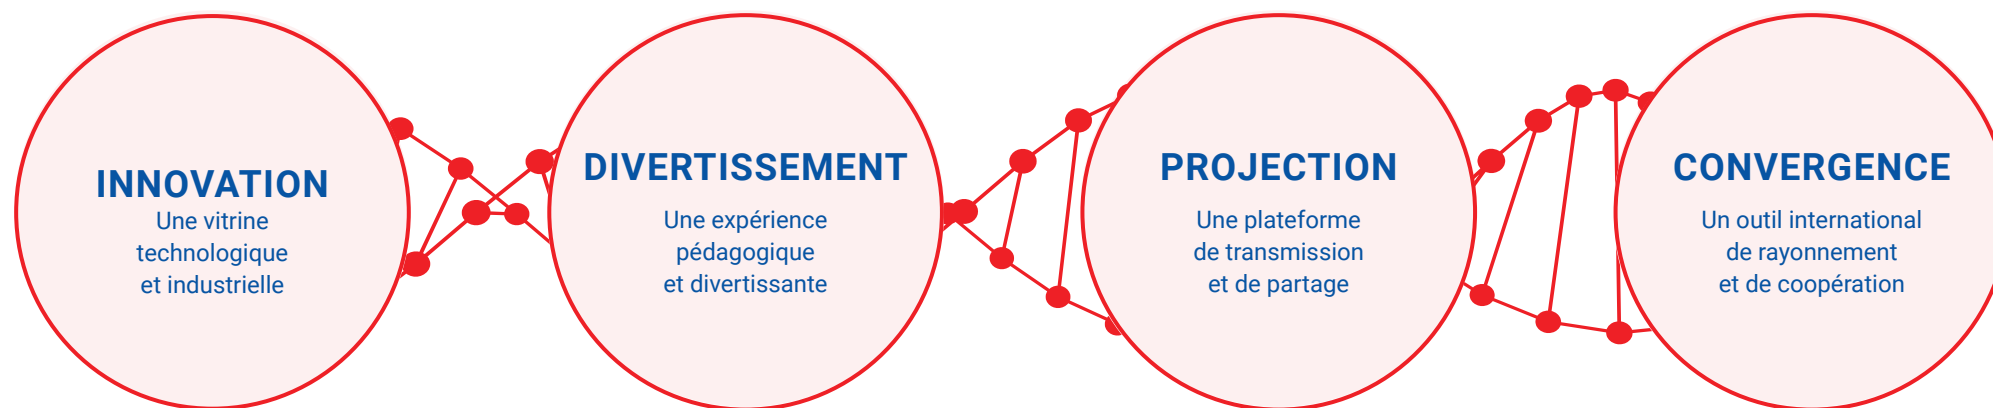 INNOVATION
Une vitrine
technologique
et industrielle
DIVERTISSEMENT
Une expérience
pédagogique
et divertissante
PROJECTION
Une plateforme
de transmission
et de partage
CONVERGENCE
Un outil international
de rayonnement
et de coopération